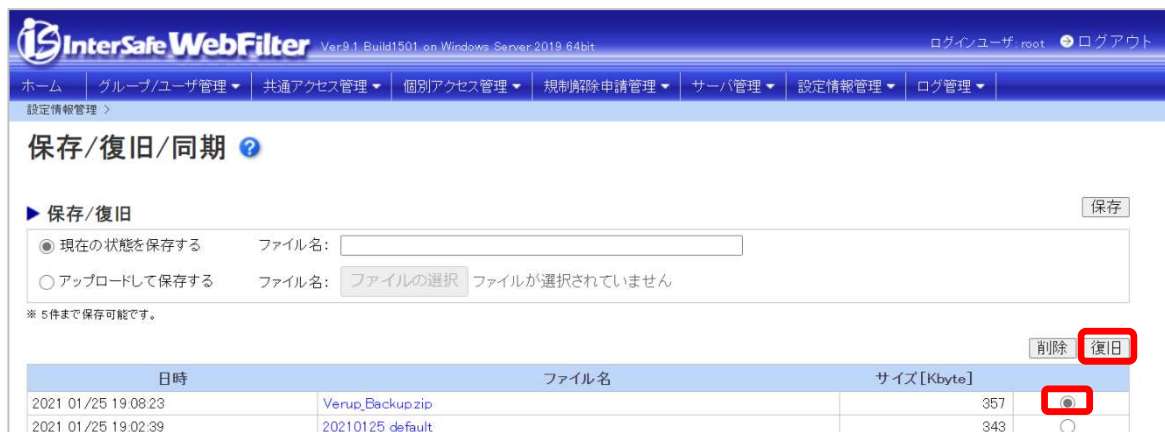 InterSafe WebFilter Ver9.1 Build1501 on Windows Server 2019 64bit ログインユーザ:root ログアウト
ホーム グループ/ユーザ管理▼ 共通アクセス管理▼ 個別アクセス管理▼ 規制解除申請管理▼ サーバ管理▼ 設定情報管理▼ ログ管理▼
設定情報管理 >
保存/復旧/同期 ?
▶ 保存/復旧 保存
現在の状態を保存する ファイル名:
アップロードして保存する ファイル名: ファイルの選択 ファイルが選択されていません
※ 5件まで保存可能です。
削除 復旧
日時 ファイル名 サイズ[Kbyte]
2021 01/25 19:08:23 Verup_Backup.zip 357
2021 01/25 19:02:39 20210125 default 343